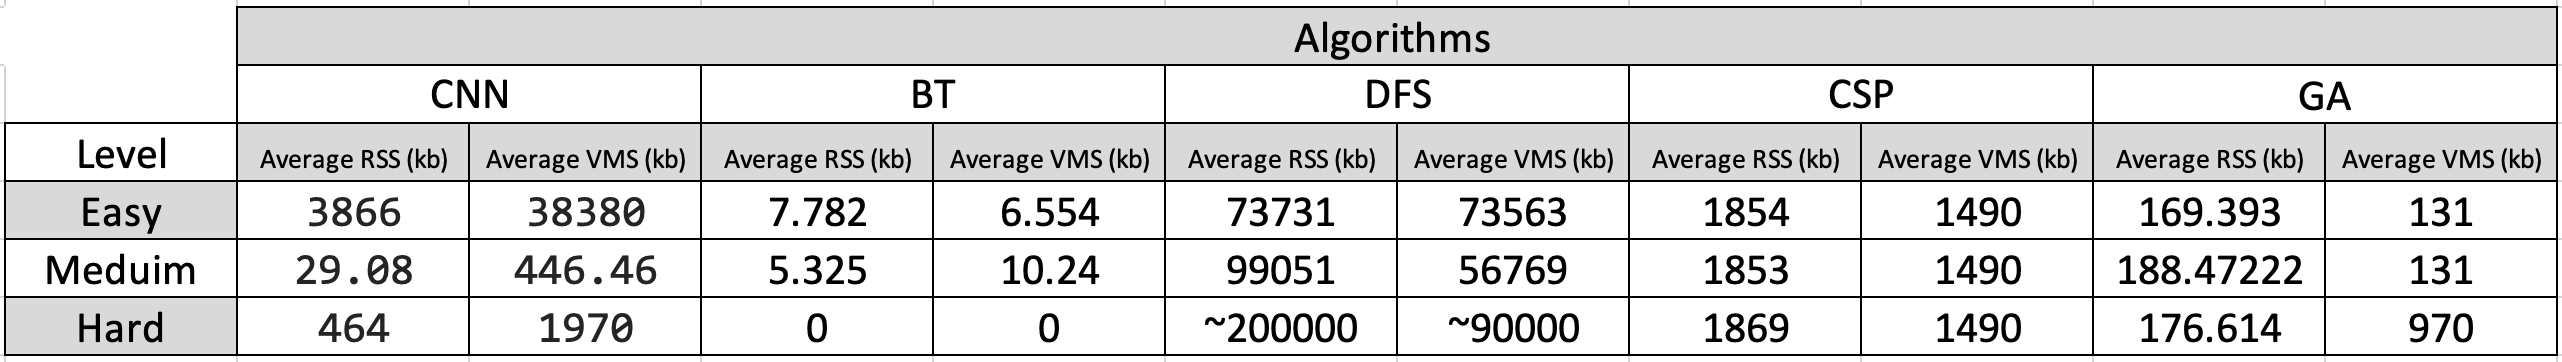 Algorithms
CNN BT DFS CSP GA
Level Average RSS (kb) Average VMS (kb) Average RSS (kb) Average VMS (kb) Average RSS (kb) Average VMS (kb) Average RSS (kb) Average VMS (kb) Average RSS (kb) Average VMS (kb)
Easy 3866 38380 7.782 6.554 73731 73563 1854 1490 169.393 131
Meduim 29.08 446.46 5.325 10.24 99051 56769 1853 1490 188.47222 131
Hard 464 1970 0 0 ~200000 ~90000 1869 1490 176.614 970